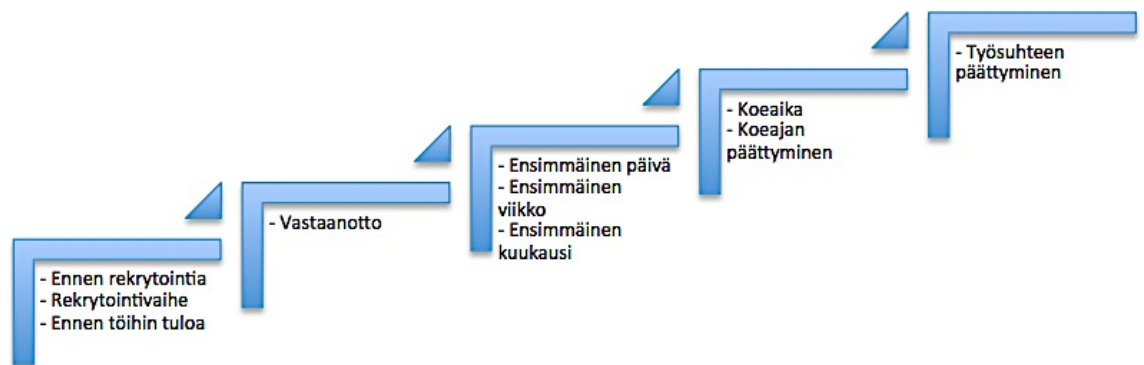 - Ennen rekrytointia
- Rekrytointivaihe
- Ennen töihin tuloa
- Vastaanotto
- Ensimmäinen päivä
- Ensimmäinen
viikko
- Ensimmäinen
kuukausi
- Koeaika
- Koeajan
päättyminen
- Työsuhteen
päättyminen